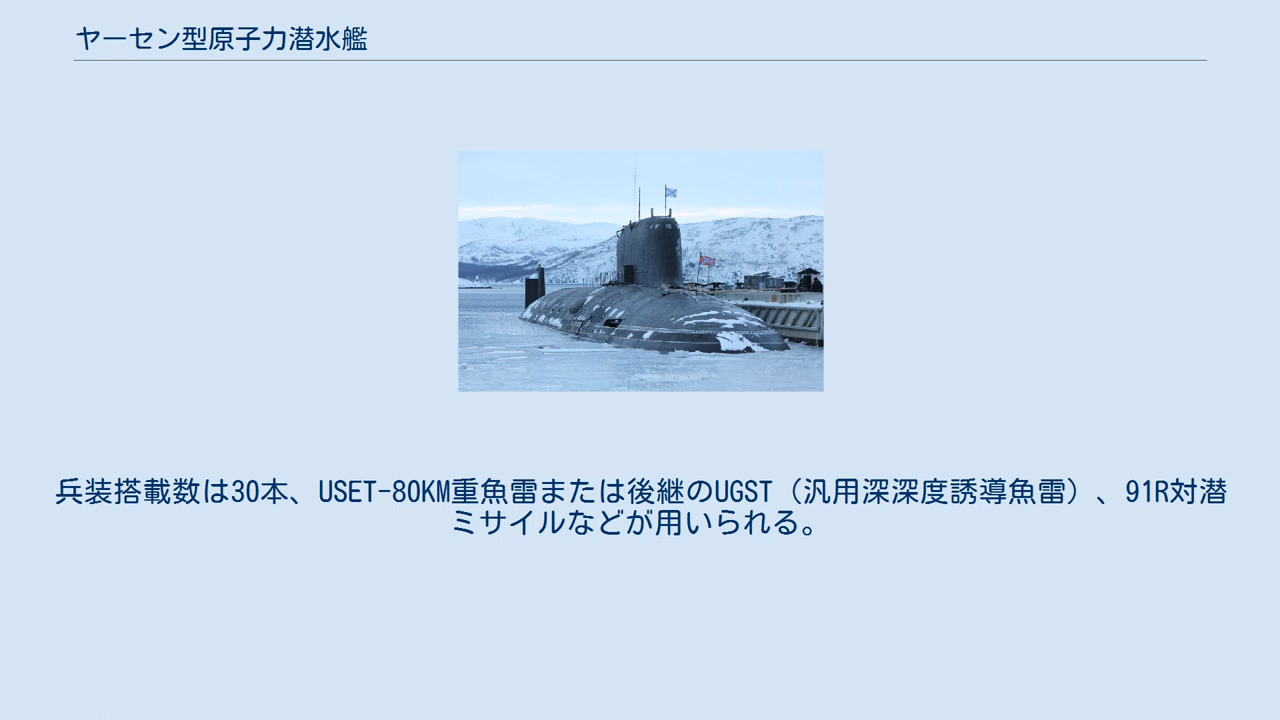 ヤーセン型原子力潜水艦
兵装搭載数は30本、USET-80KM重魚雷または後継のUGST（汎用深深度誘導魚雷）、91R対潜
ミサイルなどが用いられる。